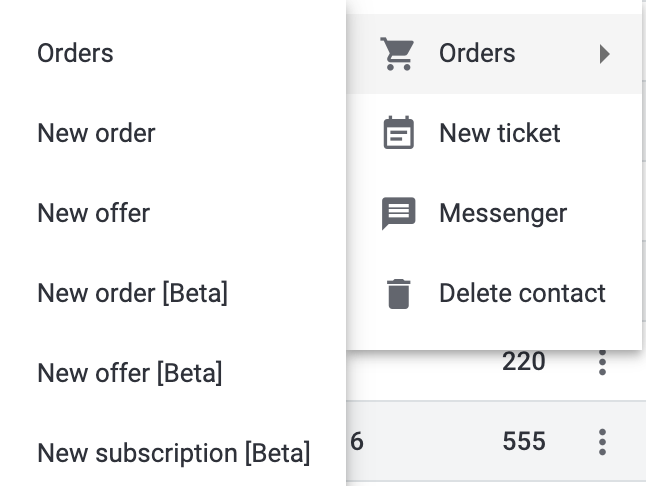 Orders
New order
New offer
New order [Beta]
New offer [Beta]
New subscription [Beta]
Orders
New ticket
Messenger
Delete contact
220
6 555